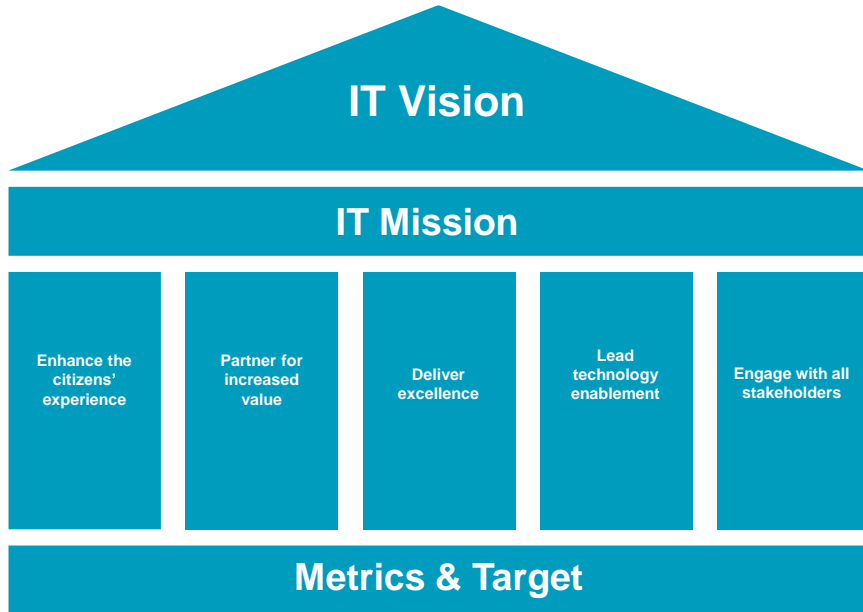 IT Vision
IT Mission
Enhance the
citizens’
experience
Partner for
increased
value
Deliver
excellence
Lead
technology
enablement
Engage with all
stakeholders
Metrics & Target